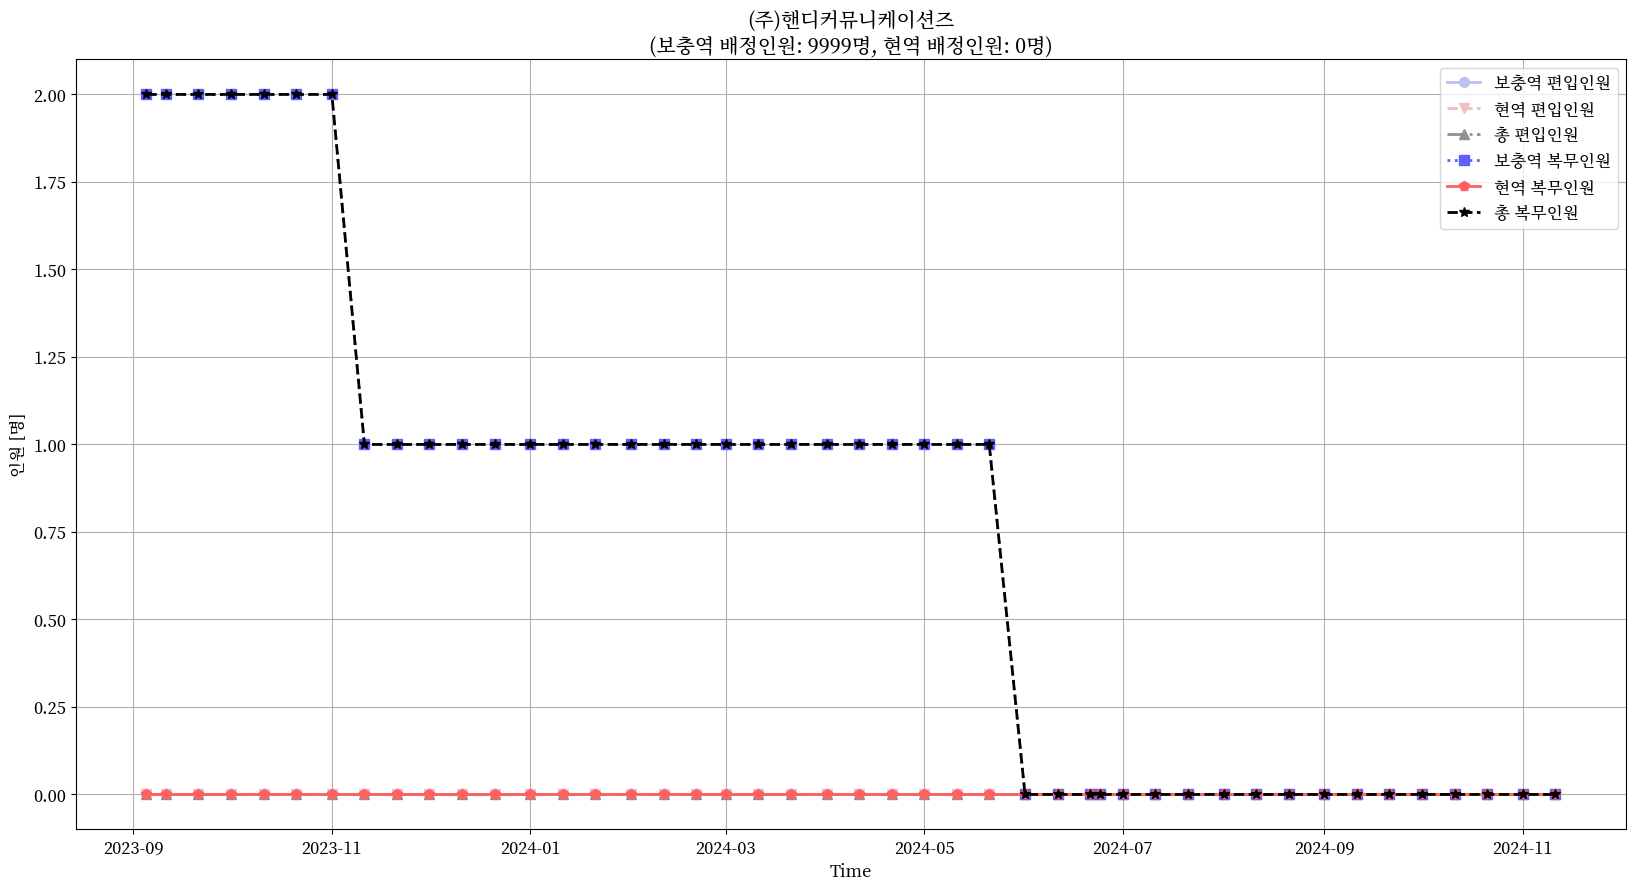 (주)핸디커뮤니케이션즈
(보충역 배정인원: 9999명, 현역 배정인원: 0명)
보충역 편입인원
현역 편입인원
총 편입인원
보충역 복무인원
현역 복무인원
총 복무인원
2.00
1.75
1.50
1.25
1.00
0.75
0.50
0.25
0.00
인원 [명]
2023-09 2023-11 2024-01 2024-03 2024-05 2024-07 2024-09 2024-11
Time